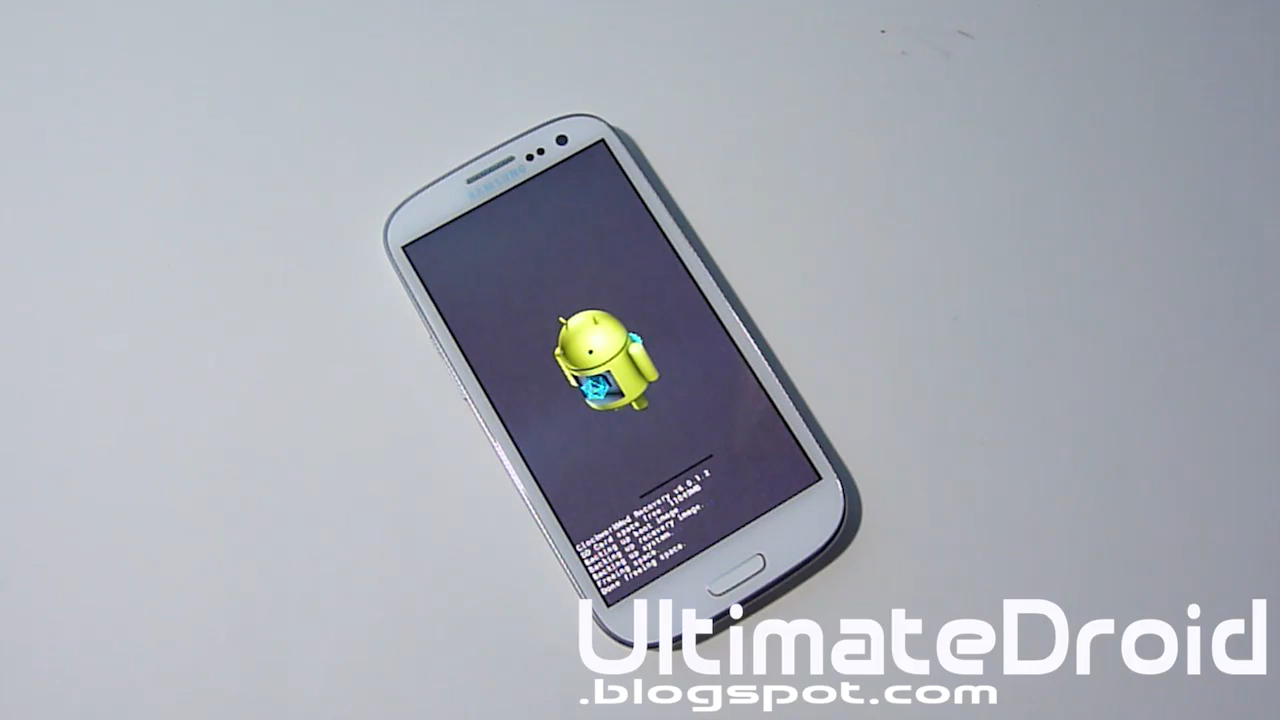 SAMSUNG
ClockworkMod Recovery v6.0.1.2
SD Card space free: 11043MB
Backing up boot image...
Backing up recovery image...
Backing up system...
Freeing space...
Done freeing space.
UltimateDroid
.blogspot.com